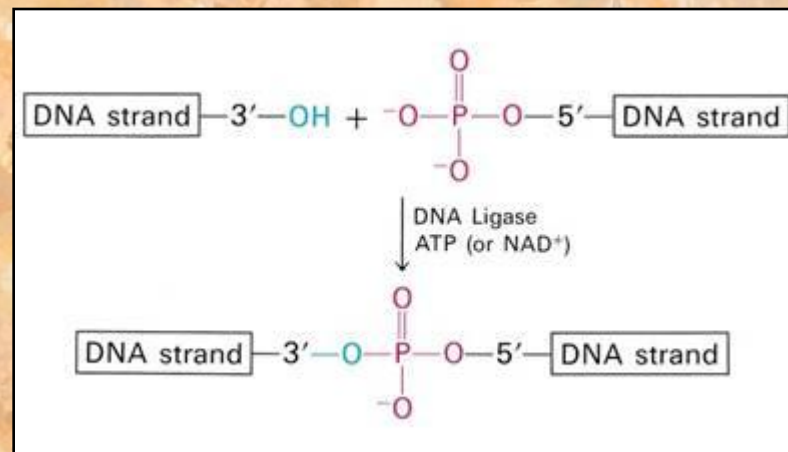 O
DNA strand 3′ OH + ⁻O P O 5′ DNA strand
⁻O
DNA Ligase
ATP (or NAD⁺)
O
DNA strand 3′ O P O 5′ DNA strand
⁻O